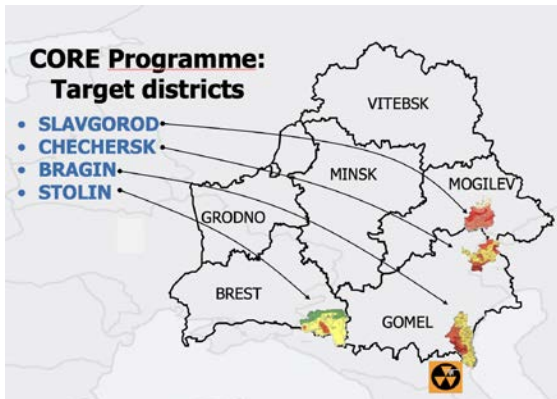 CORE Programme:
Target districts
• SLAVGOROD
• CHECHERSK
• BRAGIN
• STOLIN
VITEBSK
MINSK
MOGILEV
GRODNO
BREST
GOMEL